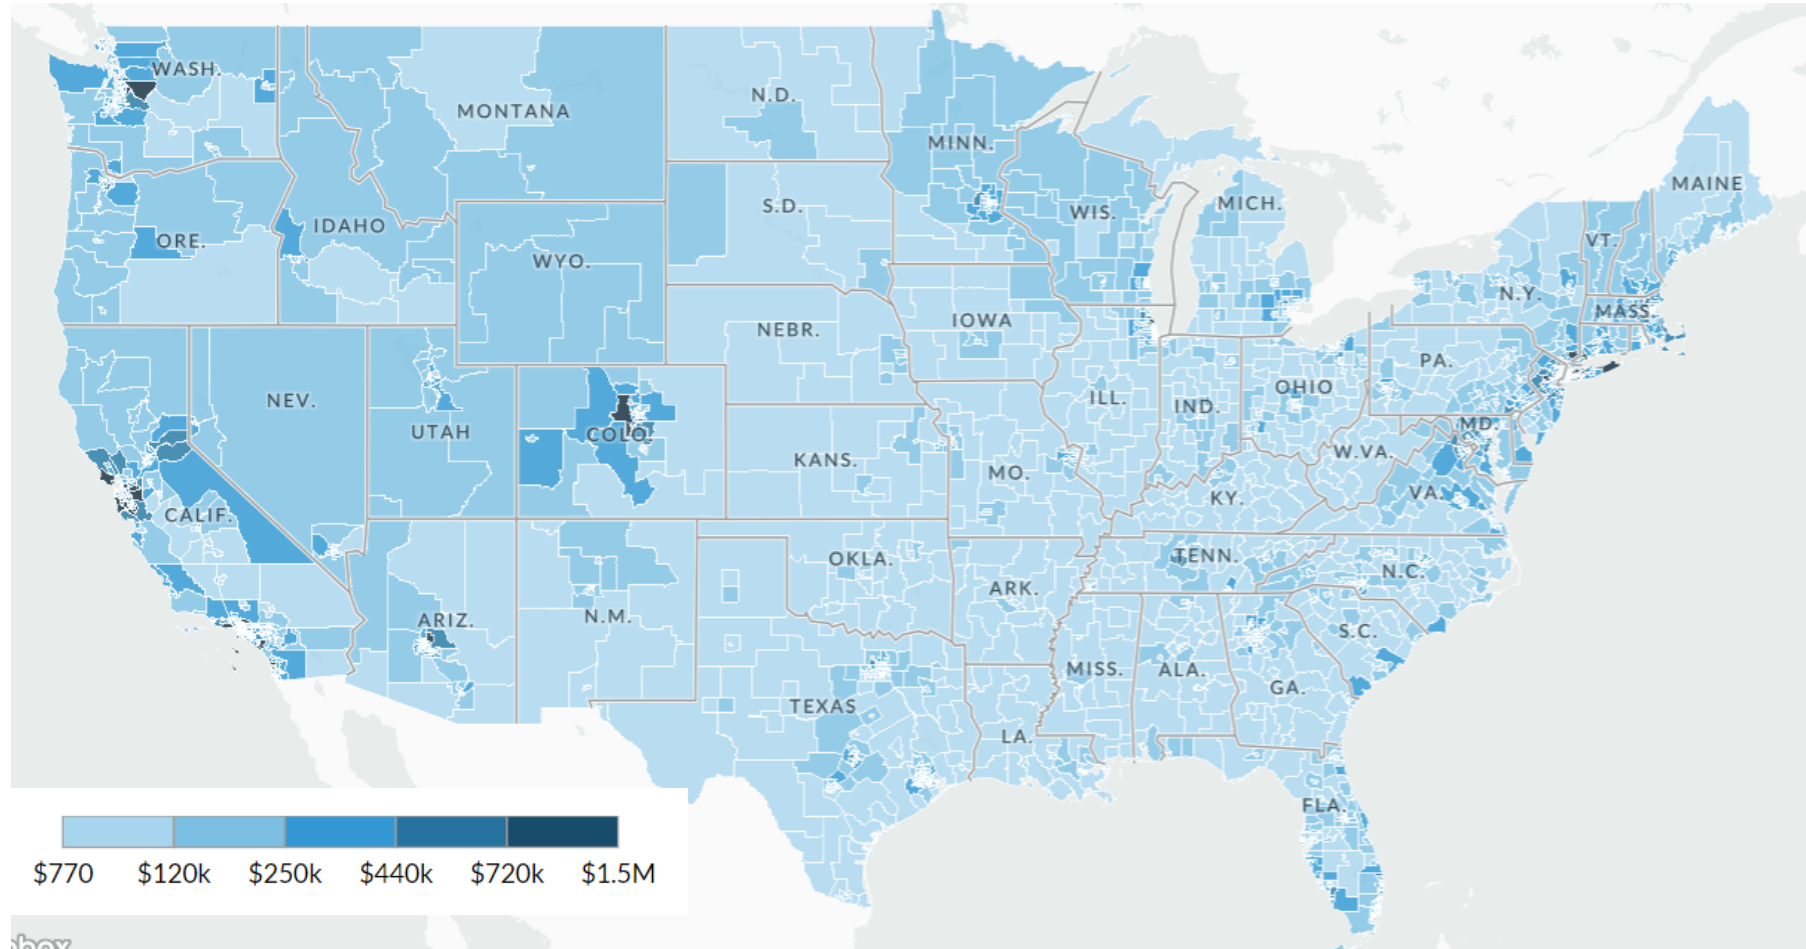 WASH.
MONTANA
N.D.
MINN.
MAINE
ORE.
IDAHO
S.D.
WIS.
MICH.
VT.
WYO.
N.Y.
MASS.
NEBR.
IOWA
PA.
NEV.
UTAH
COLO.
ILL.
IND.
OHIO
MD.
KANS.
MO.
W.VA.
KY.
VA.
CALIF.
OKLA.
ARK.
TENN.
N.C.
ARIZ.
N.M.
S.C.
TEXAS
MISS.
ALA.
GA.
LA.
FLA.
$770 $120k $250k $440k $720k $1.5M